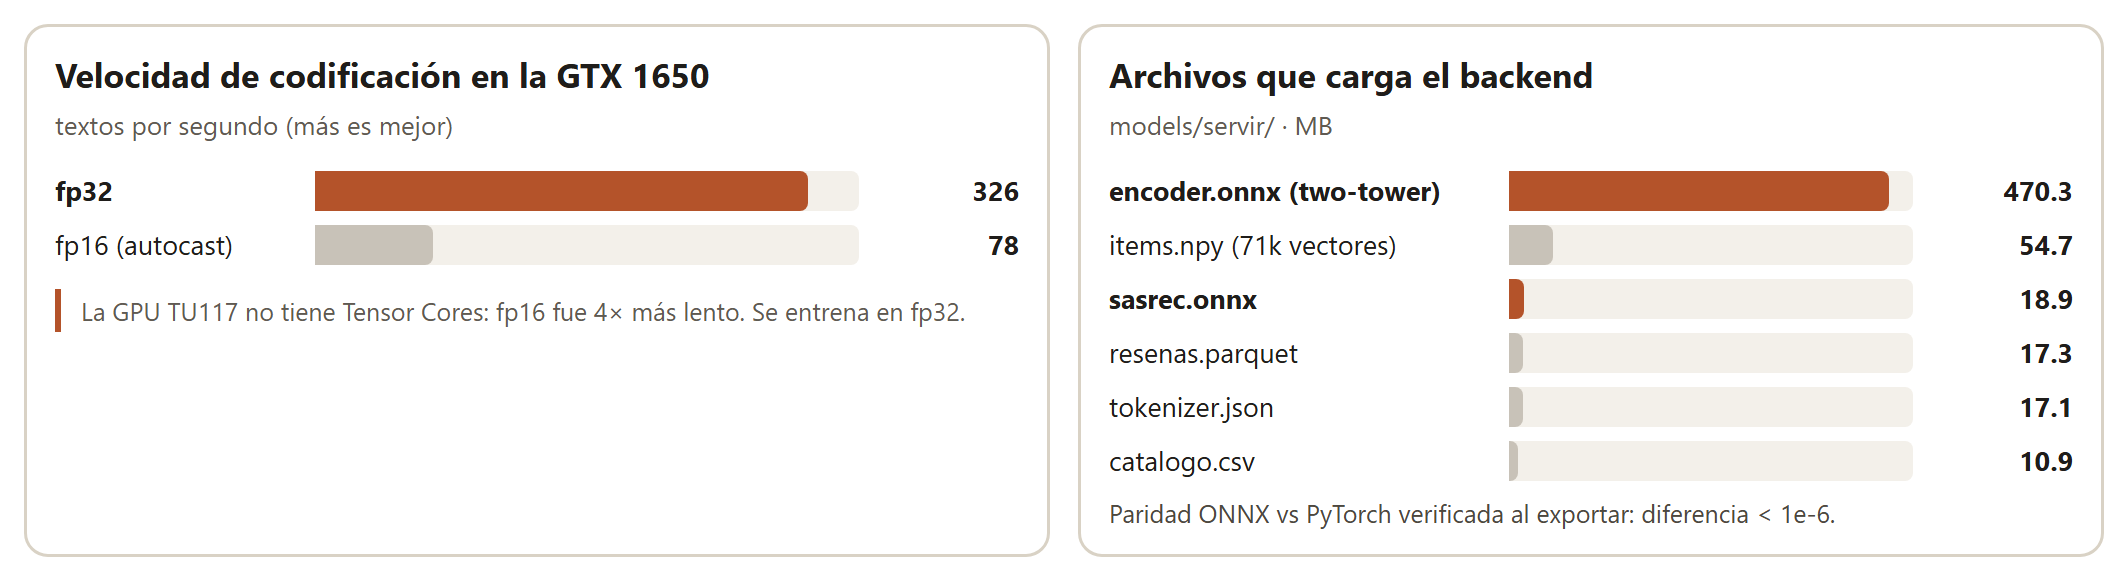 Velocidad de codificación en la GTX 1650
textos por segundo (más es mejor)
fp32 326
fp16 (autocast) 78
La GPU TU117 no tiene Tensor Cores: fp16 fue 4× más lento. Se entrena en fp32.
Archivos que carga el backend
models/servir/ · MB
encoder.onnx (two-tower) 470.3
items.npy (71k vectores) 54.7
sasrec.onnx 18.9
resenas.parquet 17.3
tokenizer.json 17.1
catalogo.csv 10.9
Paridad ONNX vs PyTorch verificada al exportar: diferencia < 1e-6.